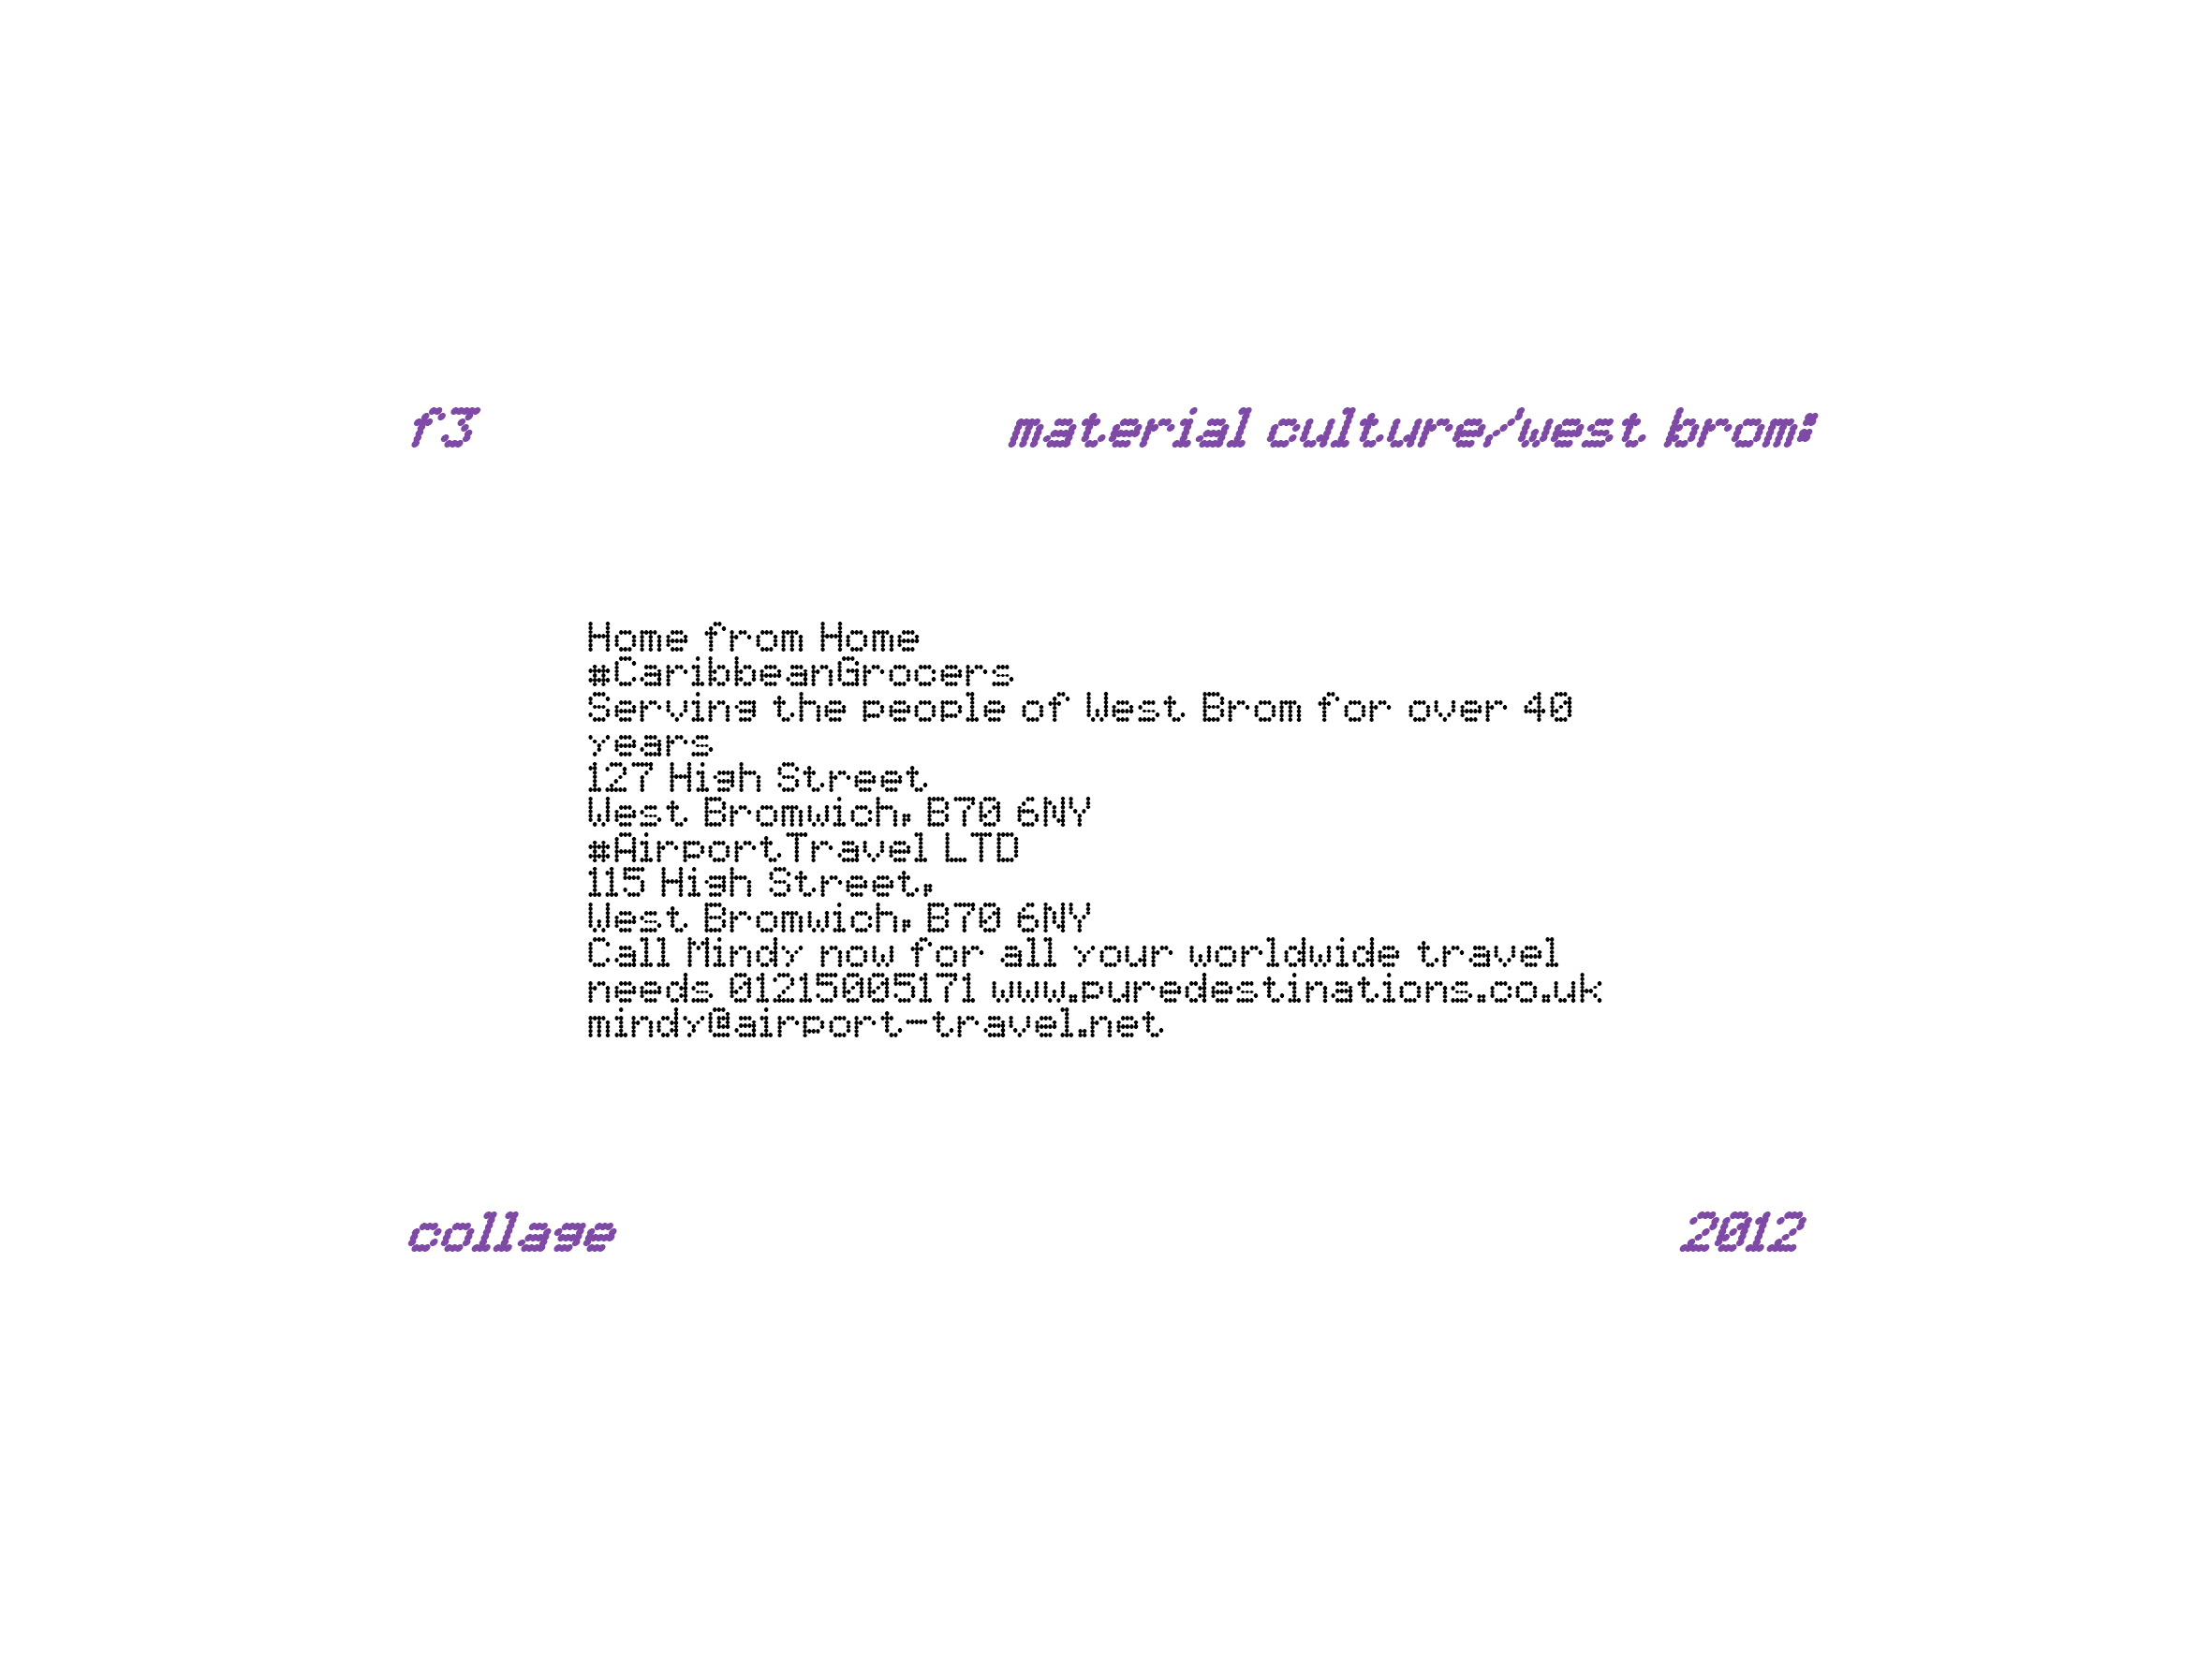 f3
material culture/west brom:
Home from Home
#CaribbeanGrocers
Serving the people of West Brom for over 40
years
127 High Street
West Bromwich, B70 6NY
#AirportTravel LTD
115 High Street,
West Bromwich, B70 6NY
Call Mindy now for all your worldwide travel
needs 01215005171 www.puredestinations.co.uk
mindy@airport-travel.net
collage
2012